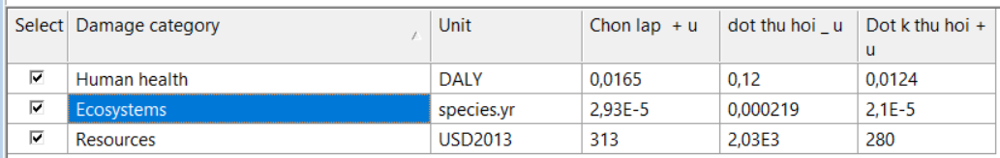 Select Damage category Unit Chon lap + u dot thu hoi _ u Dot k thu hoi + u
Human health DALY 0,0165 0,12 0,0124
Ecosystems species.yr 2,93E-5 0,000219 2,1E-5
Resources USD2013 313 2,03E3 280